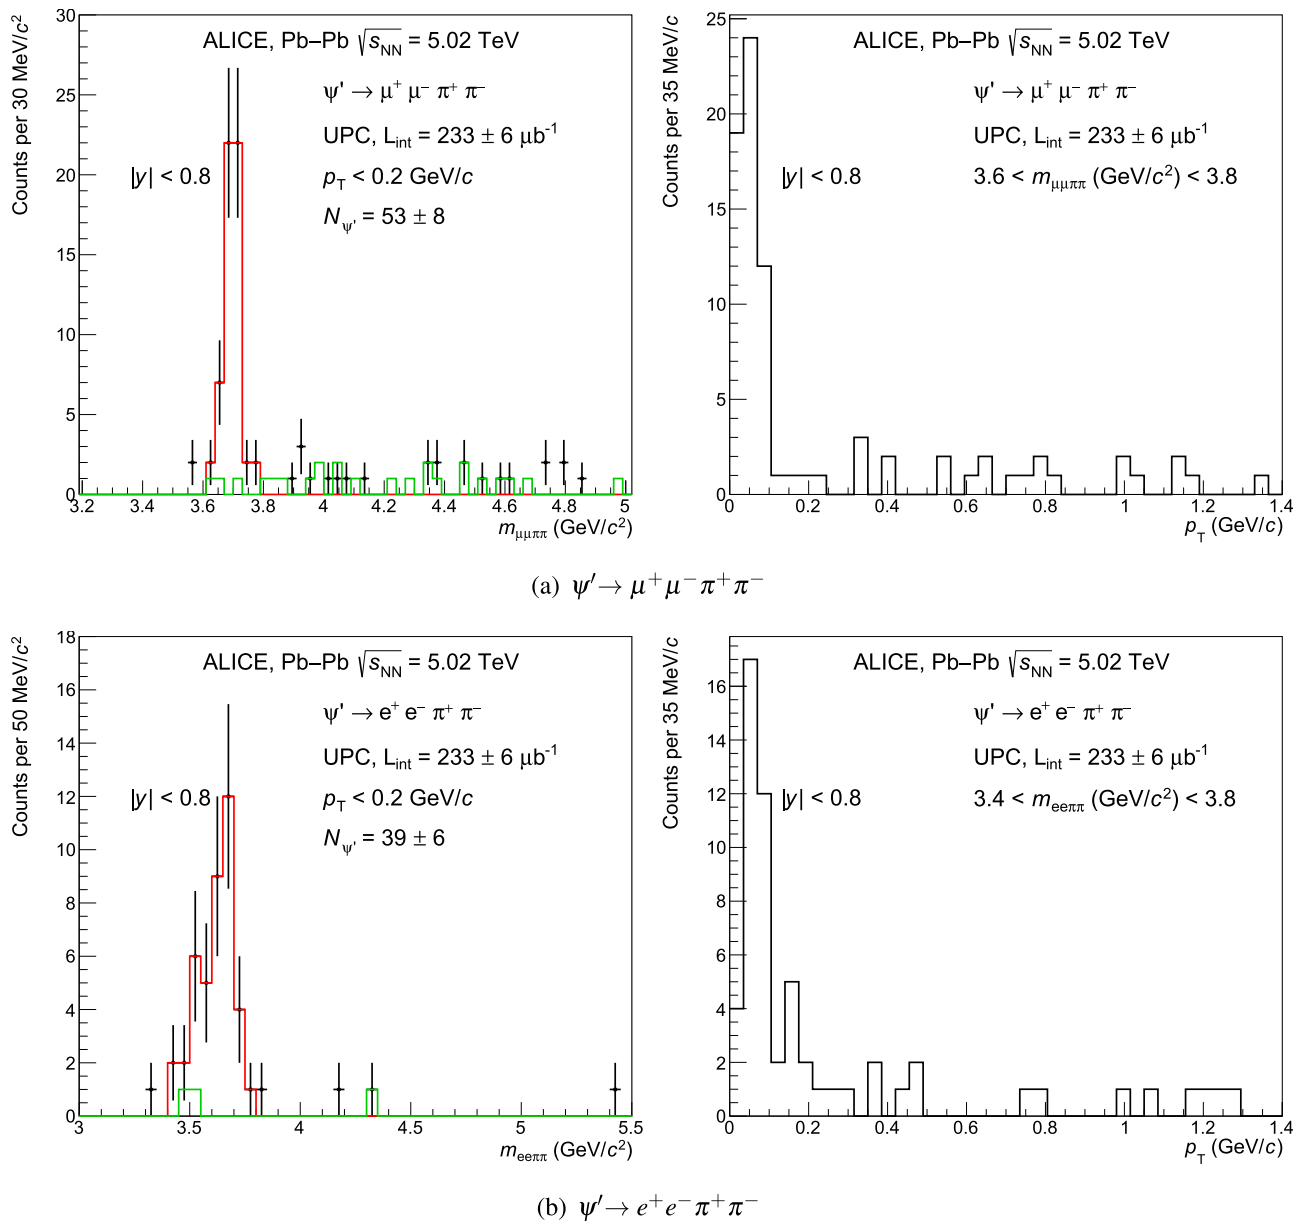 Counts per 30 MeV/c²
30
25
20
15
10
5
0
ALICE, Pb–Pb √sNN = 5.02 TeV
ψ' → μ⁺ μ⁻ π⁺ π⁻
UPC, Lint = 233 ± 6 μb⁻¹
|y| < 0.8
pT < 0.2 GeV/c
Nψ' = 53 ± 8
3.2 3.4 3.6 3.8 4 4.2 4.4 4.6 4.8 5
mμμππ (GeV/c²)
Counts per 35 MeV/c
25
20
15
10
5
0
ALICE, Pb–Pb √sNN = 5.02 TeV
ψ' → μ⁺ μ⁻ π⁺ π⁻
UPC, Lint = 233 ± 6 μb⁻¹
|y| < 0.8
3.6 < mμμππ (GeV/c²) < 3.8
0 0.2 0.4 0.6 0.8 1 1.2 1.4
pT (GeV/c)
(a) ψ′→ μ⁺μ⁻π⁺π⁻
Counts per 50 MeV/c²
18
16
14
12
10
8
6
4
2
0
ALICE, Pb–Pb √sNN = 5.02 TeV
ψ' → e⁺ e⁻ π⁺ π⁻
UPC, Lint = 233 ± 6 μb⁻¹
|y| < 0.8
pT < 0.2 GeV/c
Nψ' = 39 ± 6
3 3.5 4 4.5 5 5.5
meeππ (GeV/c²)
Counts per 35 MeV/c
16
14
12
10
8
6
4
2
0
ALICE, Pb–Pb √sNN = 5.02 TeV
ψ' → e⁺ e⁻ π⁺ π⁻
UPC, Lint = 233 ± 6 μb⁻¹
|y| < 0.8
3.4 < meeππ (GeV/c²) < 3.8
0 0.2 0.4 0.6 0.8 1 1.2 1.4
pT (GeV/c)
(b) ψ′→ e⁺e⁻π⁺π⁻